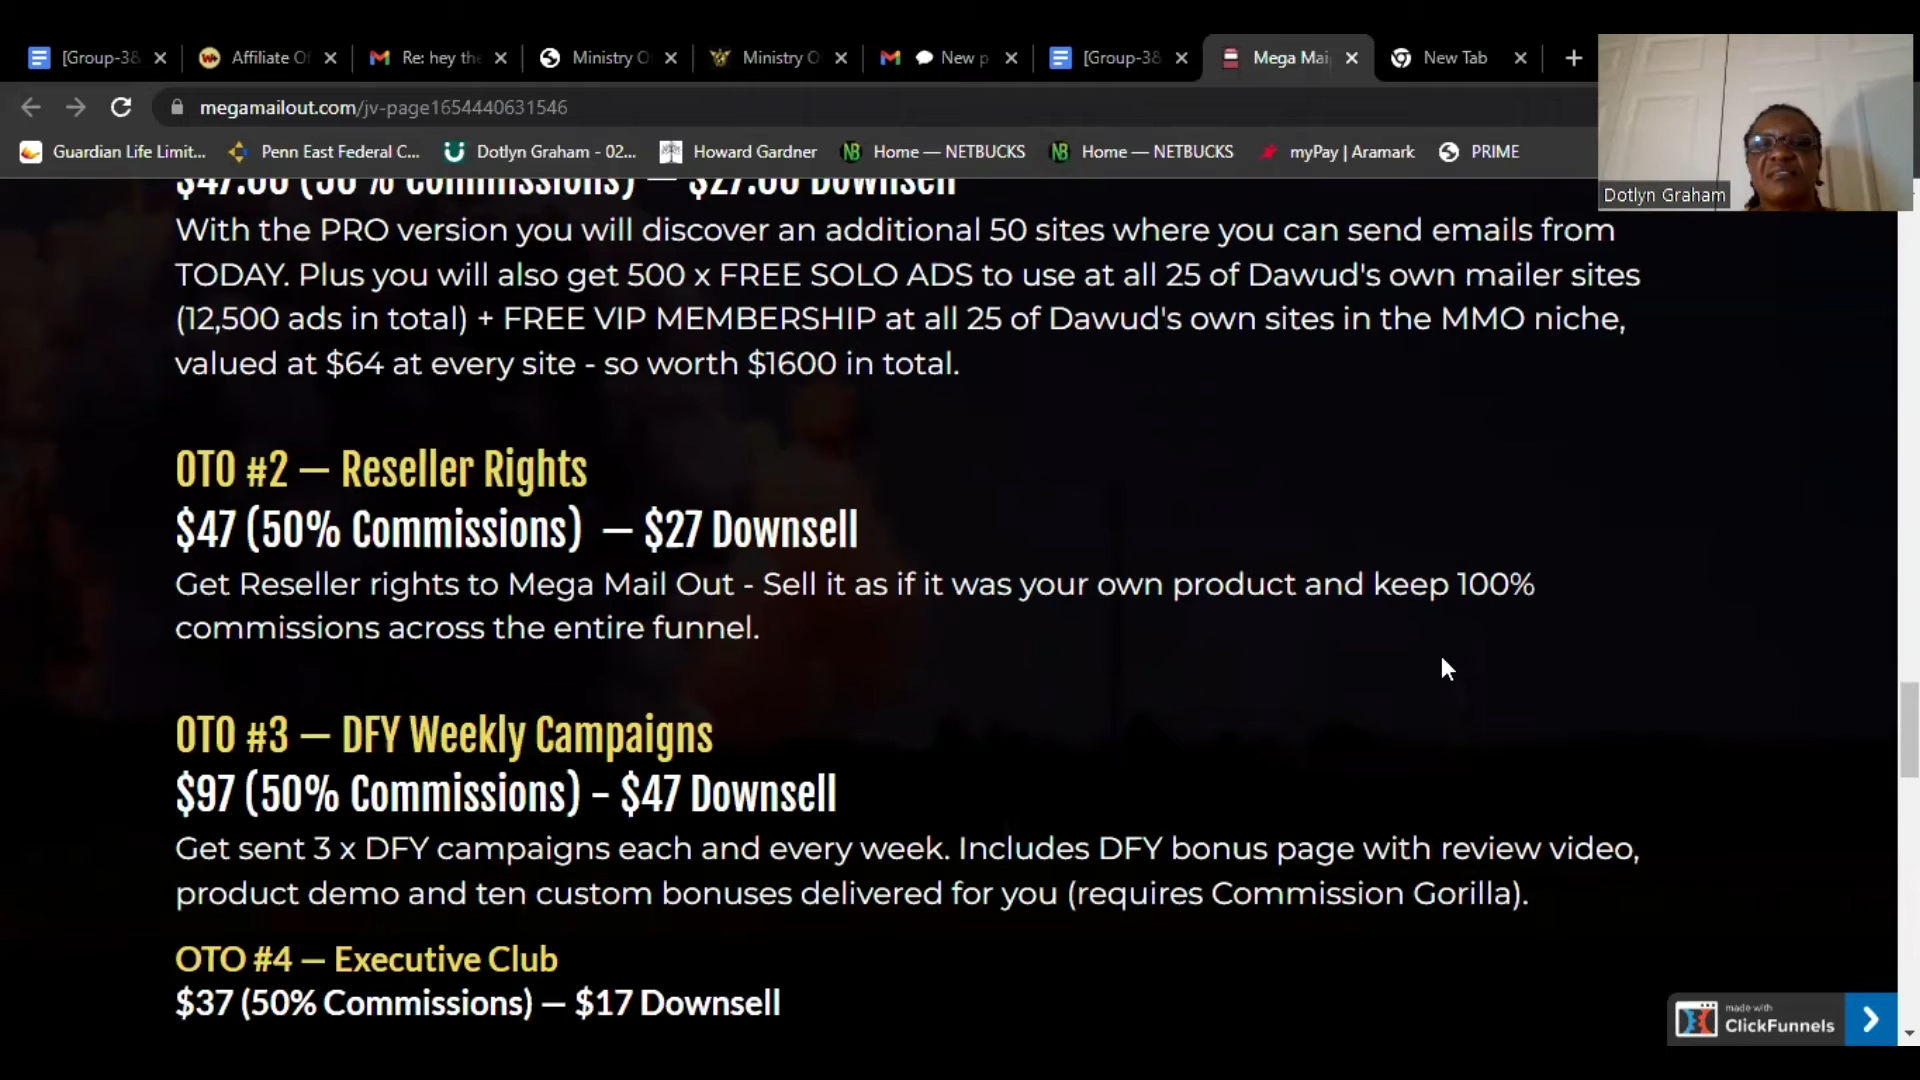 [Group-38
Affiliate Of
Re: hey the
Ministry O
Ministry O
New p
[Group-38
Mega Mai
New Tab
megamailout.com/jv-page1654440631546
Guardian Life Limit...
Penn East Federal C...
Dotlyn Graham - 02...
Howard Gardner
NB Home — NETBUCKS
NB Home — NETBUCKS
myPay | Aramark
PRIME
Dotlyn Graham
$47.00 (50 % Commissions) — $27.00 Downsell
With the PRO version you will discover an additional 50 sites where you can send emails from
TODAY. Plus you will also get 500 x FREE SOLO ADS to use at all 25 of Dawud's own mailer sites
(12,500 ads in total) + FREE VIP MEMBERSHIP at all 25 of Dawud's own sites in the MMO niche,
valued at $64 at every site - so worth $1600 in total.
OTO #2 — Reseller Rights
$47 (50% Commissions) — $27 Downsell
Get Reseller rights to Mega Mail Out - Sell it as if it was your own product and keep 100%
commissions across the entire funnel.
OTO #3 — DFY Weekly Campaigns
$97 (50% Commissions) - $47 Downsell
Get sent 3 x DFY campaigns each and every week. Includes DFY bonus page with review video,
product demo and ten custom bonuses delivered for you (requires Commission Gorilla).
OTO #4 — Executive Club
$37 (50% Commissions) — $17 Downsell
made with
ClickFunnels